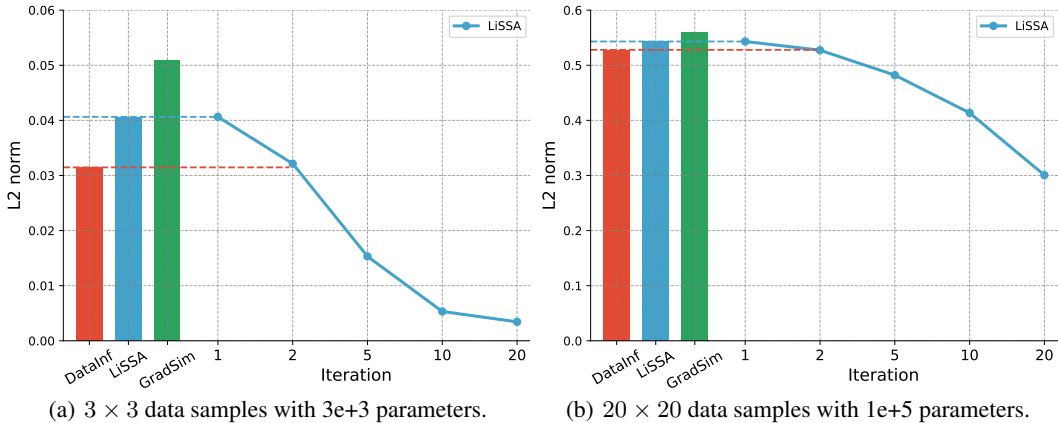 0.06
0.05
0.04
0.03
0.02
0.01
0.00
L2 norm
LiSSA
DataInf
LiSSA
GradSim
1
2
5
10
20
Iteration
(a) 3 × 3 data samples with 3e+3 parameters.
0.6
0.5
0.4
0.3
0.2
0.1
0.0
L2 norm
LiSSA
DataInf
LiSSA
GradSim
1
2
5
10
20
Iteration
(b) 20 × 20 data samples with 1e+5 parameters.